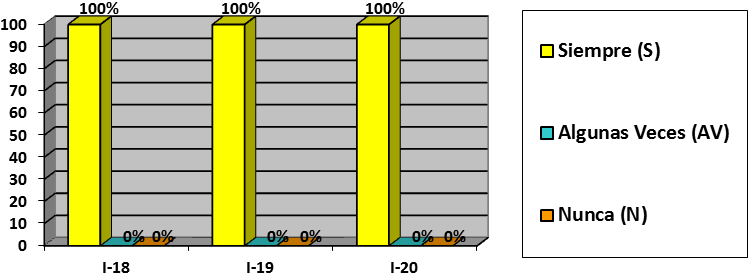 100% 100% 100%
100
90
80
70
60
50
40
30
20
10
0
0% 0% 0% 0% 0% 0%
I-18 I-19 I-20
Siempre (S)
Algunas Veces (AV)
Nunca (N)